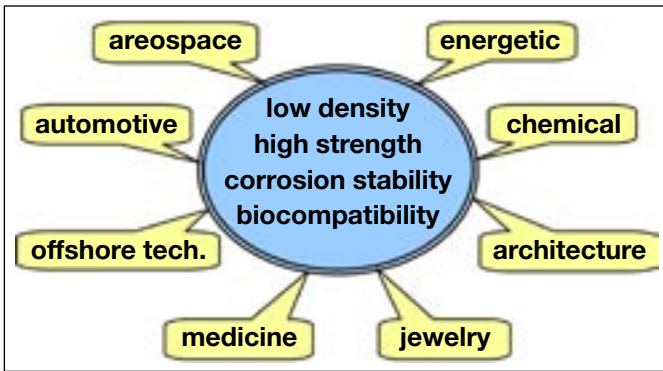 areospace
energetic
automotive
low density
high strength
corrosion stability
biocompatibility
chemical
offshore tech.
architecture
medicine
jewelry